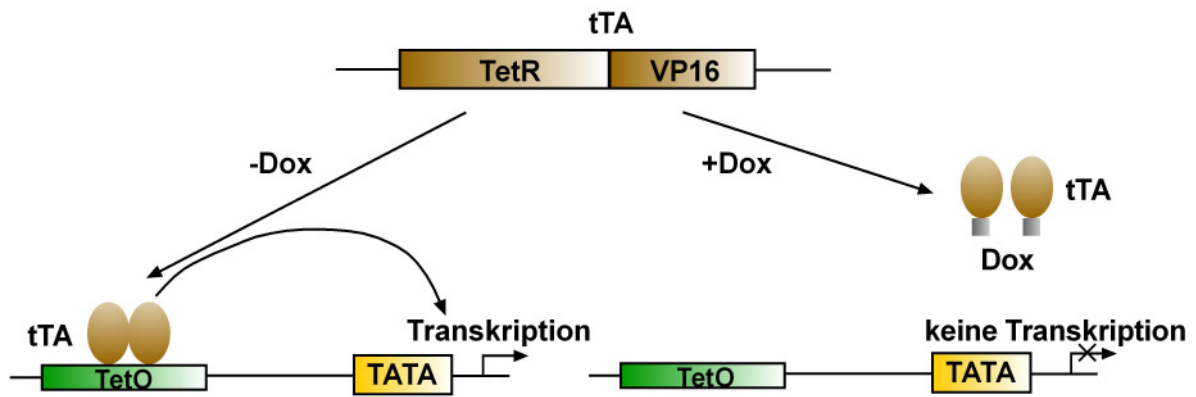 tTA
TetR VP16
-Dox +Dox
tTA
Dox
tTA Transkription
TetO TATA
keine Transkription
TetO TATA